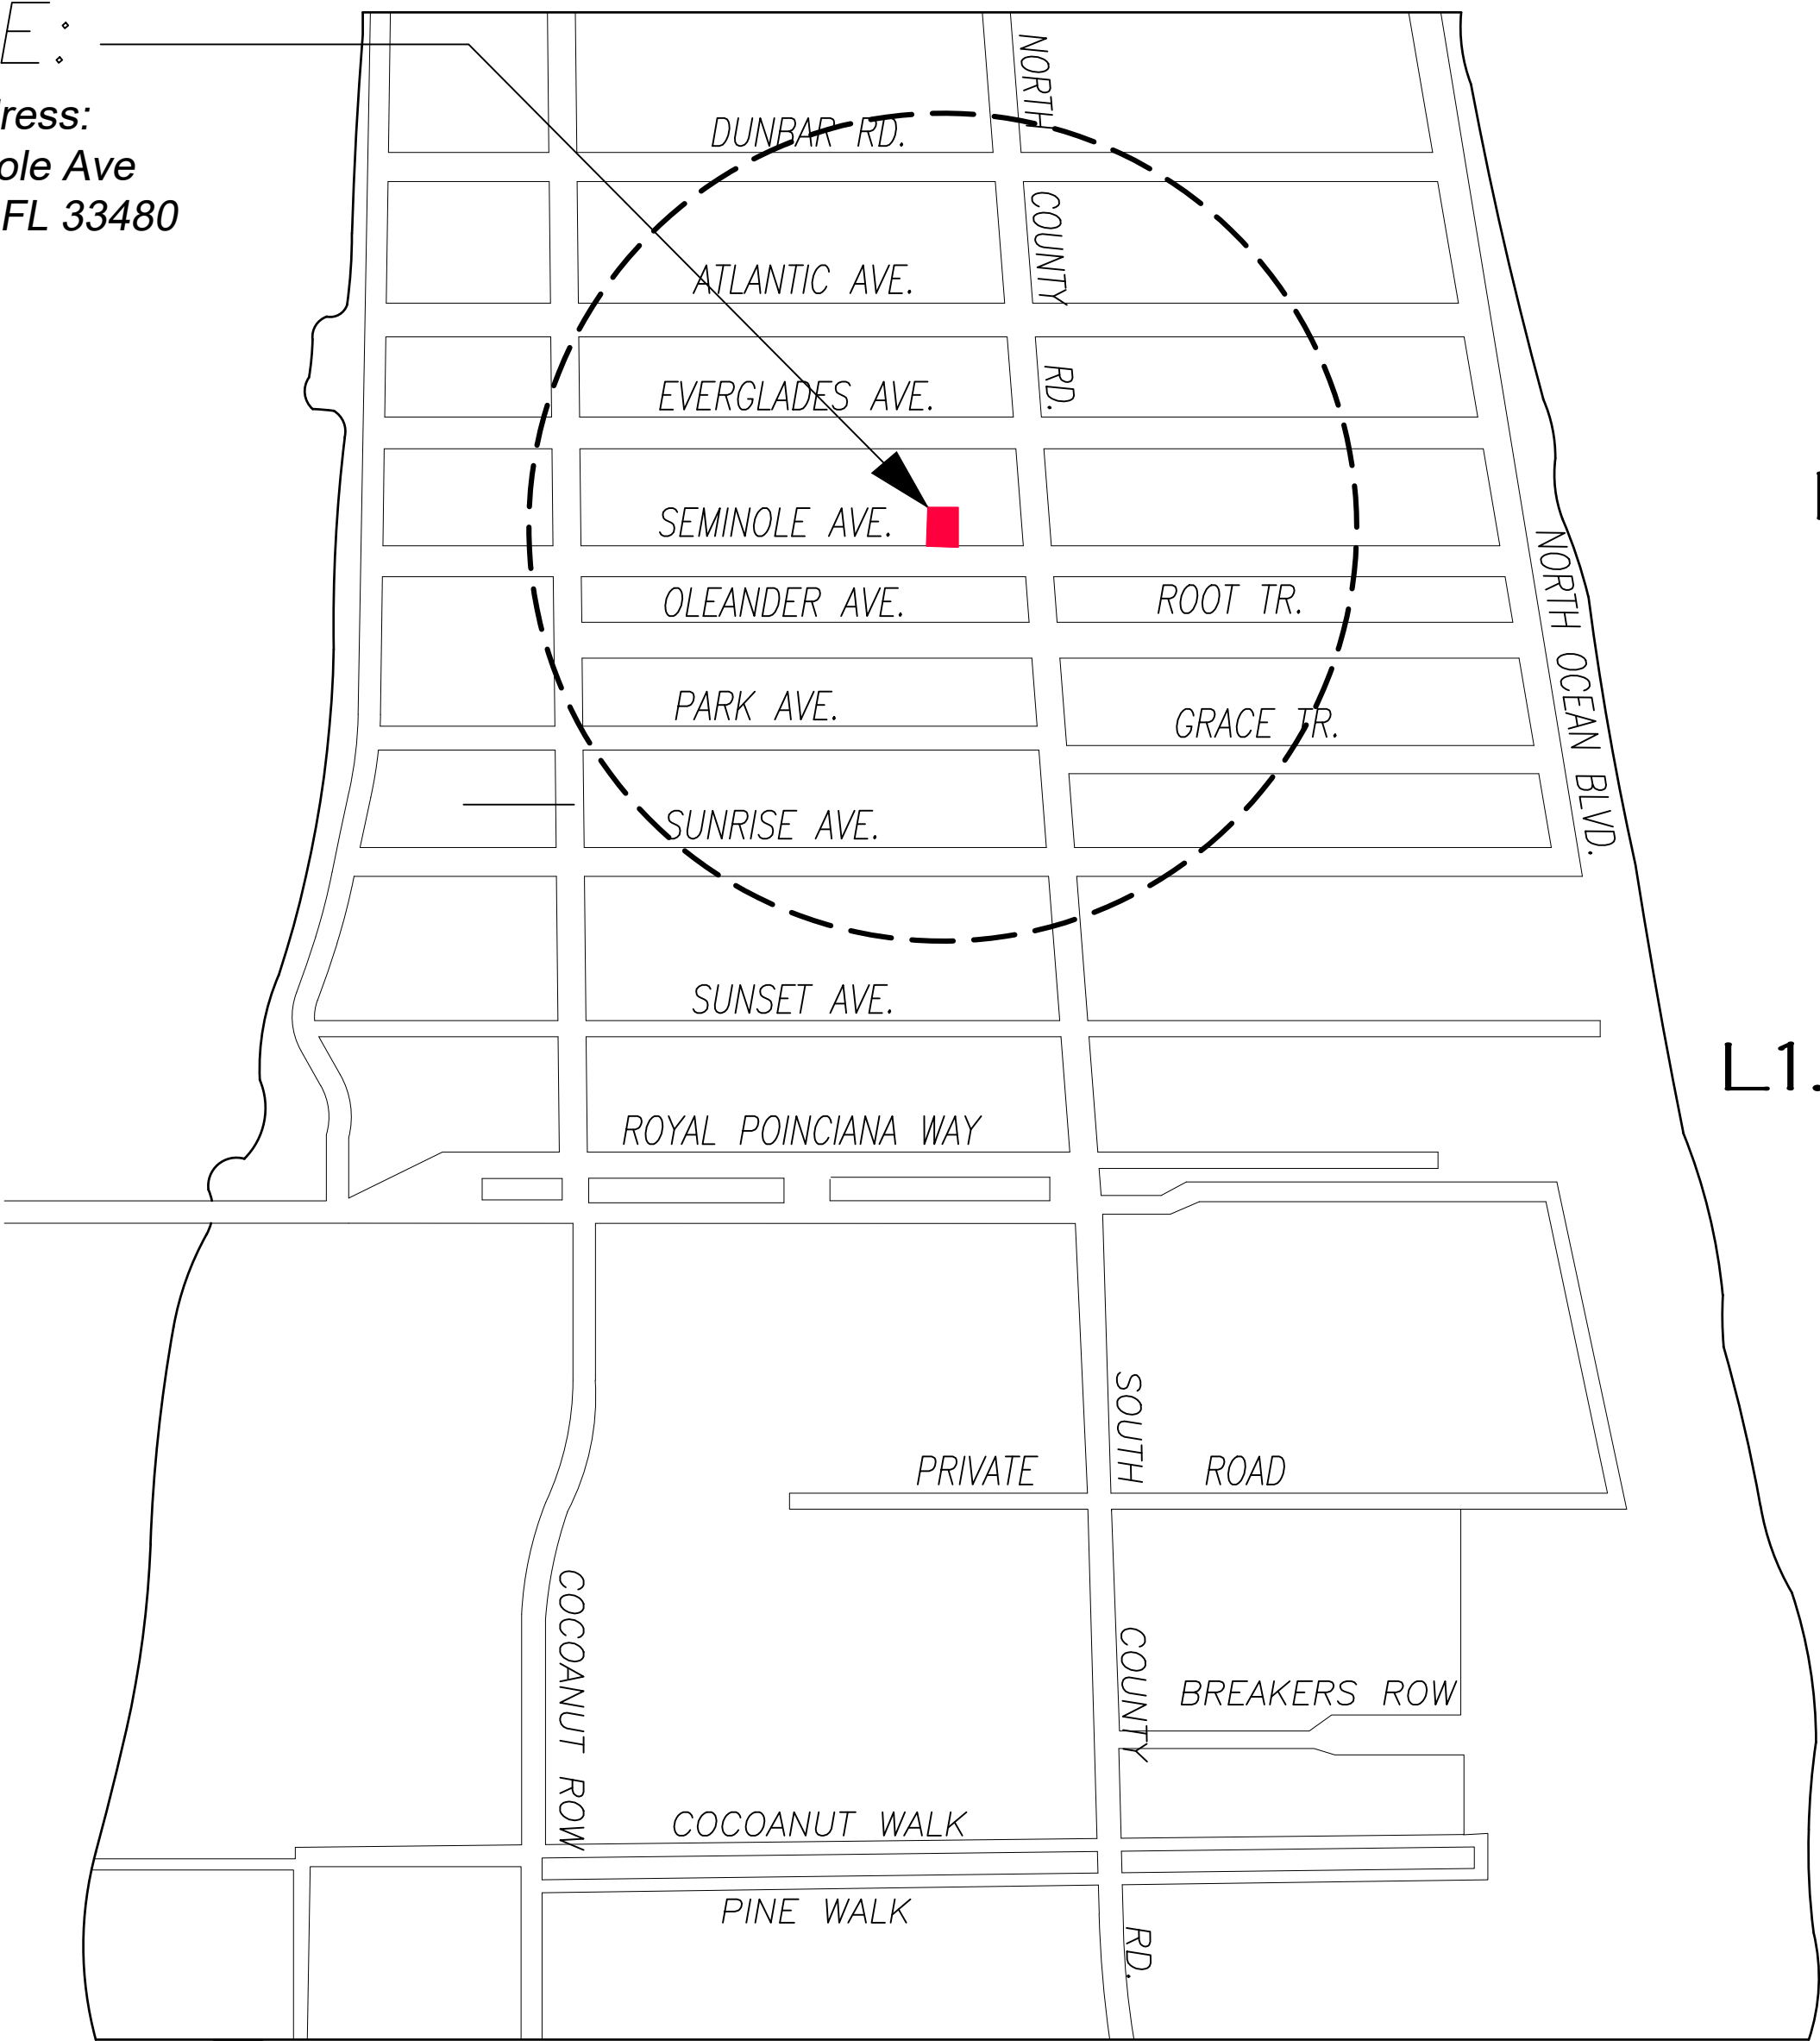 E:
ress:
ole Ave
FL 33480
DUNBAR RD.
NORTH COUNTY RD.
ATLANTIC AVE.
EVERGLADES AVE.
SEMINOLE AVE.
OLEANDER AVE.
ROOT TR.
NORTH OCEAN BLVD.
PARK AVE.
GRACE TR.
SUNRISE AVE.
SUNSET AVE.
L1.
ROYAL POINCIANA WAY
SOUTH COUNTY RD.
PRIVATE ROAD
COCOANUT ROW
BREAKERS ROW
COCOANUT WALK
PINE WALK